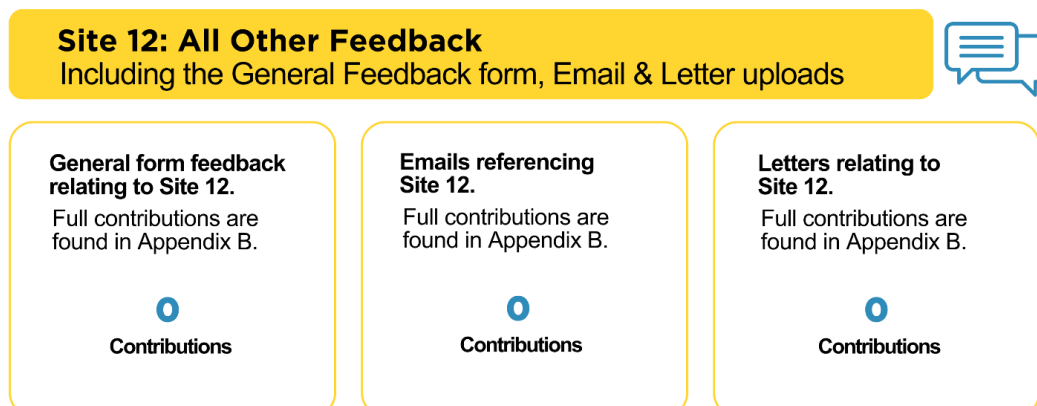 Site 12: All Other Feedback
Including the General Feedback form, Email & Letter uploads
General form feedback
relating to Site 12.
Full contributions are
found in Appendix B.
0
Contributions
Emails referencing
Site 12.
Full contributions are
found in Appendix B.
0
Contributions
Letters relating to
Site 12.
Full contributions are
found in Appendix B.
0
Contributions